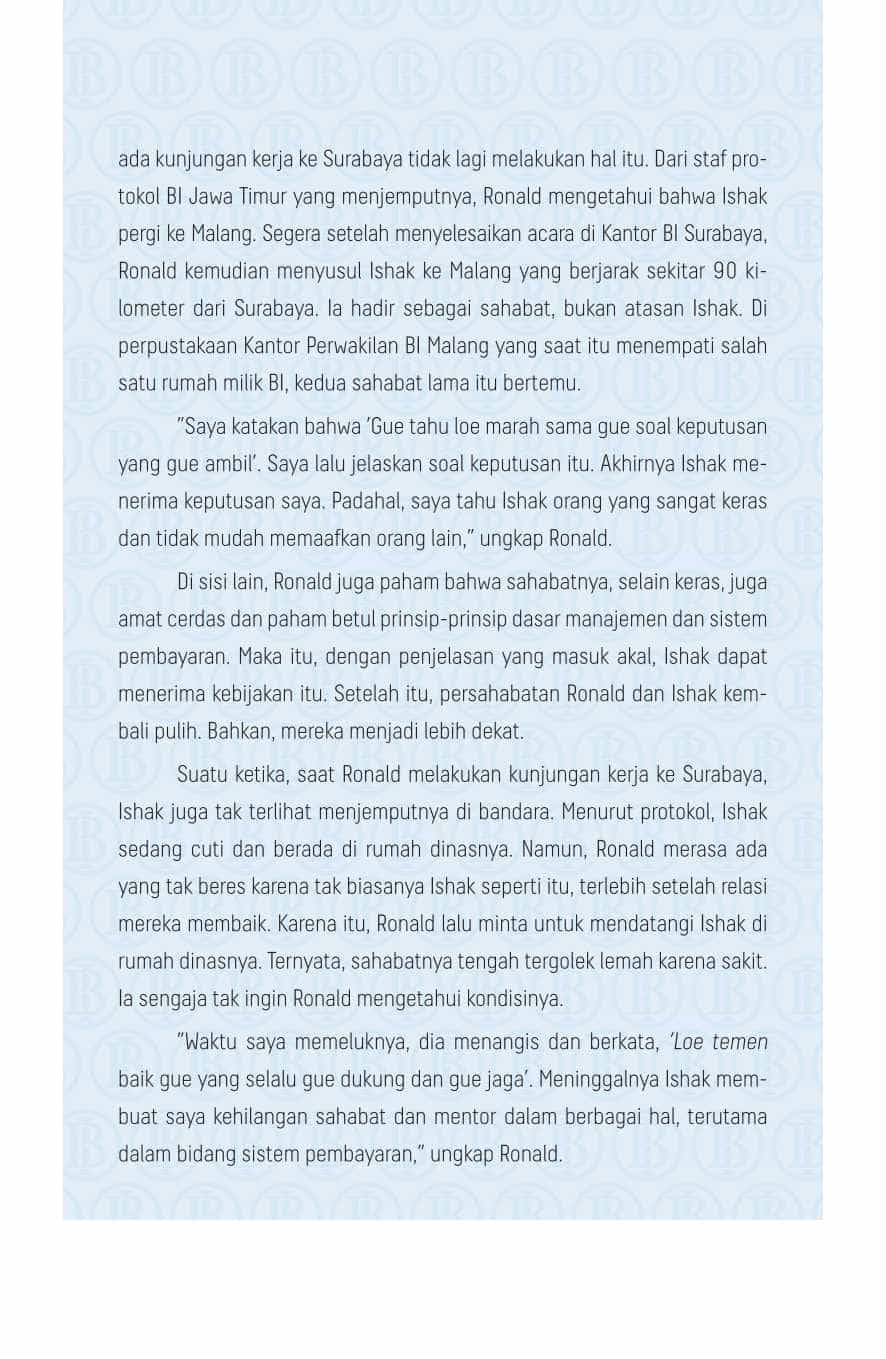 ada kunjungan kerja ke Surabaya tidak lagi melakukan hal itu. Dari staf pro-
tokol BI Jawa Timur yang menjemputnya, Ronald mengetahui bahwa Ishak
pergi ke Malang. Segera setelah menyelesaikan acara di Kantor BI Surabaya,
Ronald kemudian menyusul Ishak ke Malang yang berjarak sekitar 90 ki-
lometer dari Surabaya. Ia hadir sebagai sahabat, bukan atasan Ishak. Di
perpustakaan Kantor Perwakilan BI Malang yang saat itu menempati salah
satu rumah milik BI, kedua sahabat lama itu bertemu.
"Saya katakan bahwa 'Gue tahu loe marah sama gue soal keputusan
yang gue ambil'. Saya lalu jelaskan soal keputusan itu. Akhirnya Ishak me-
nerima keputusan saya. Padahal, saya tahu Ishak orang yang sangat keras
dan tidak mudah memaafkan orang lain," ungkap Ronald.
Di sisi lain, Ronald juga paham bahwa sahabatnya, selain keras, juga
amat cerdas dan paham betul prinsip-prinsip dasar manajemen dan sistem
pembayaran. Maka itu, dengan penjelasan yang masuk akal, Ishak dapat
menerima kebijakan itu. Setelah itu, persahabatan Ronald dan Ishak kem-
bali pulih. Bahkan, mereka menjadi lebih dekat.
Suatu ketika, saat Ronald melakukan kunjungan kerja ke Surabaya,
Ishak juga tak terlihat menjemputnya di bandara. Menurut protokol, Ishak
sedang cuti dan berada di rumah dinasnya. Namun, Ronald merasa ada
yang tak beres karena tak biasanya Ishak seperti itu, terlebih setelah relasi
mereka membaik. Karena itu, Ronald lalu minta untuk mendatangi Ishak di
rumah dinasnya. Ternyata, sahabatnya tengah tergolek lemah karena sakit.
Ia sengaja tak ingin Ronald mengetahui kondisinya.
"Waktu saya memeluknya, dia menangis dan berkata, 'Loe temen
baik gue yang selalu gue dukung dan gue jaga'. Meninggalnya Ishak mem-
buat saya kehilangan sahabat dan mentor dalam berbagai hal, terutama
dalam bidang sistem pembayaran," ungkap Ronald.